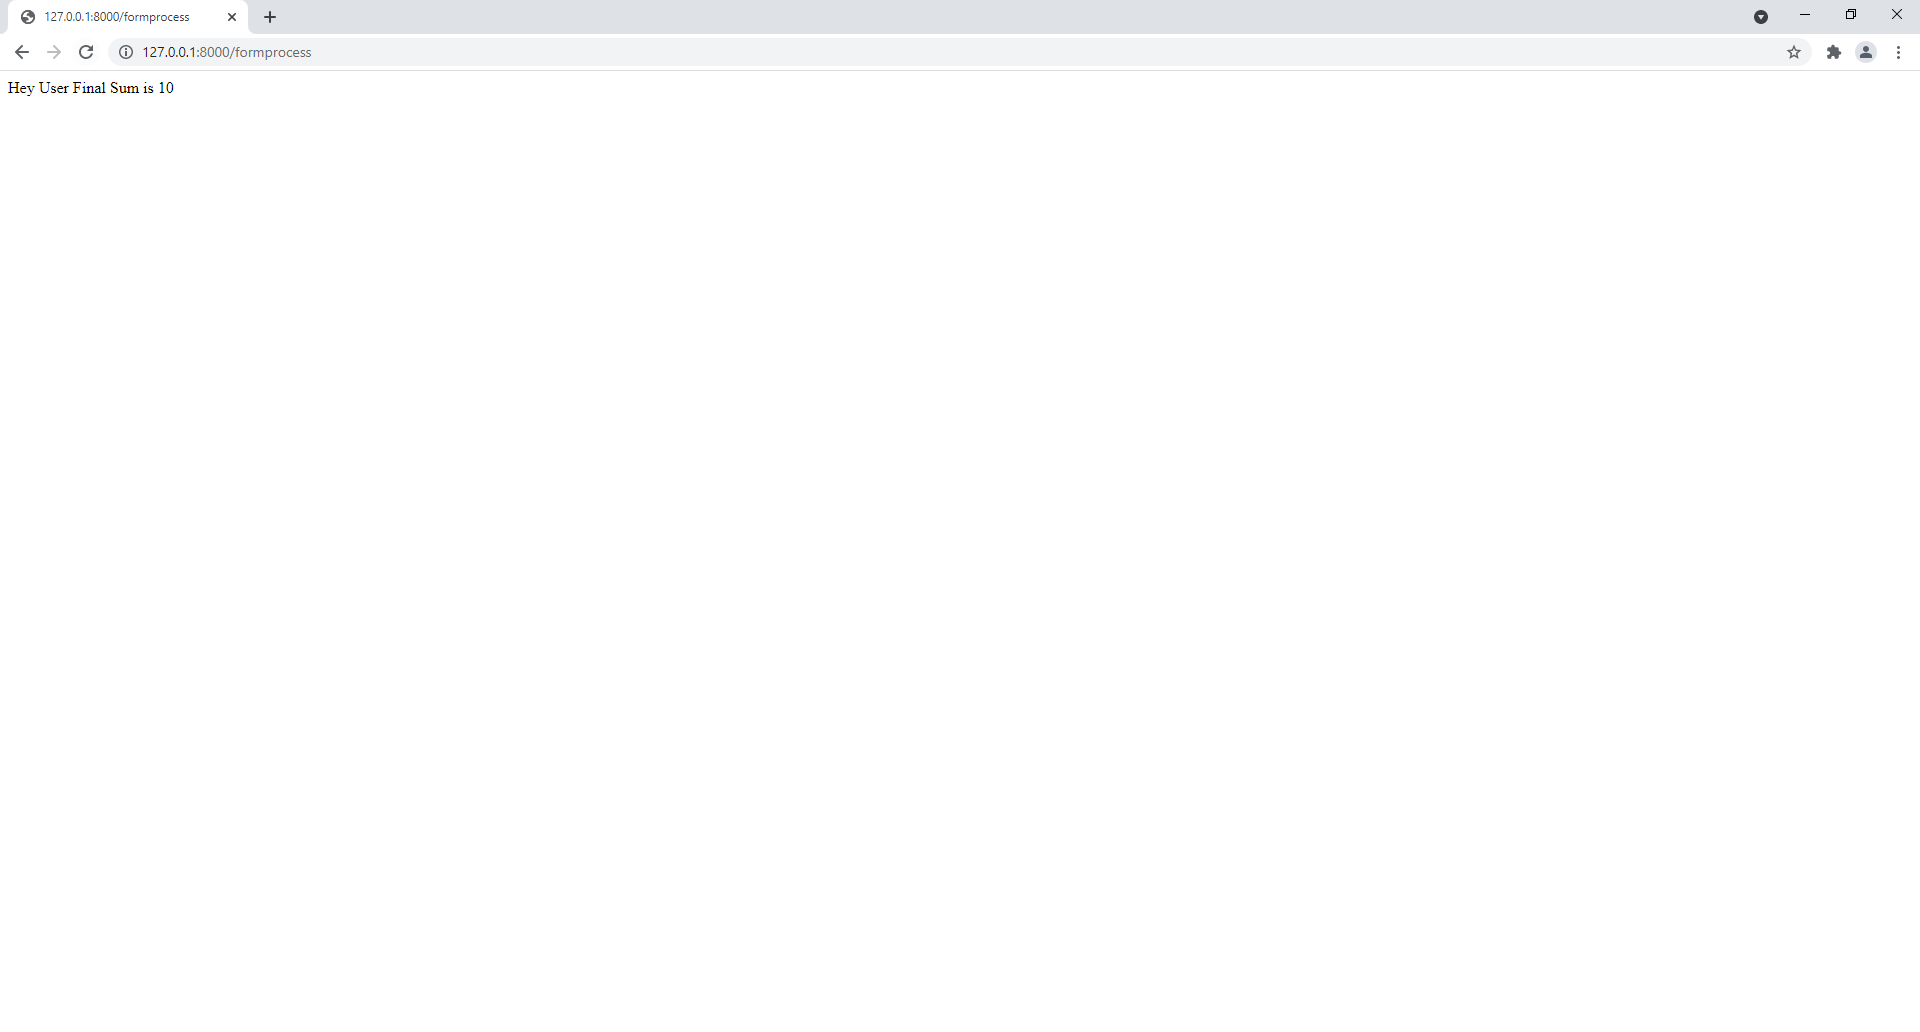 127.0.0.1:8000/formprocess
127.0.0.1:8000/formprocess
Hey User Final Sum is 10